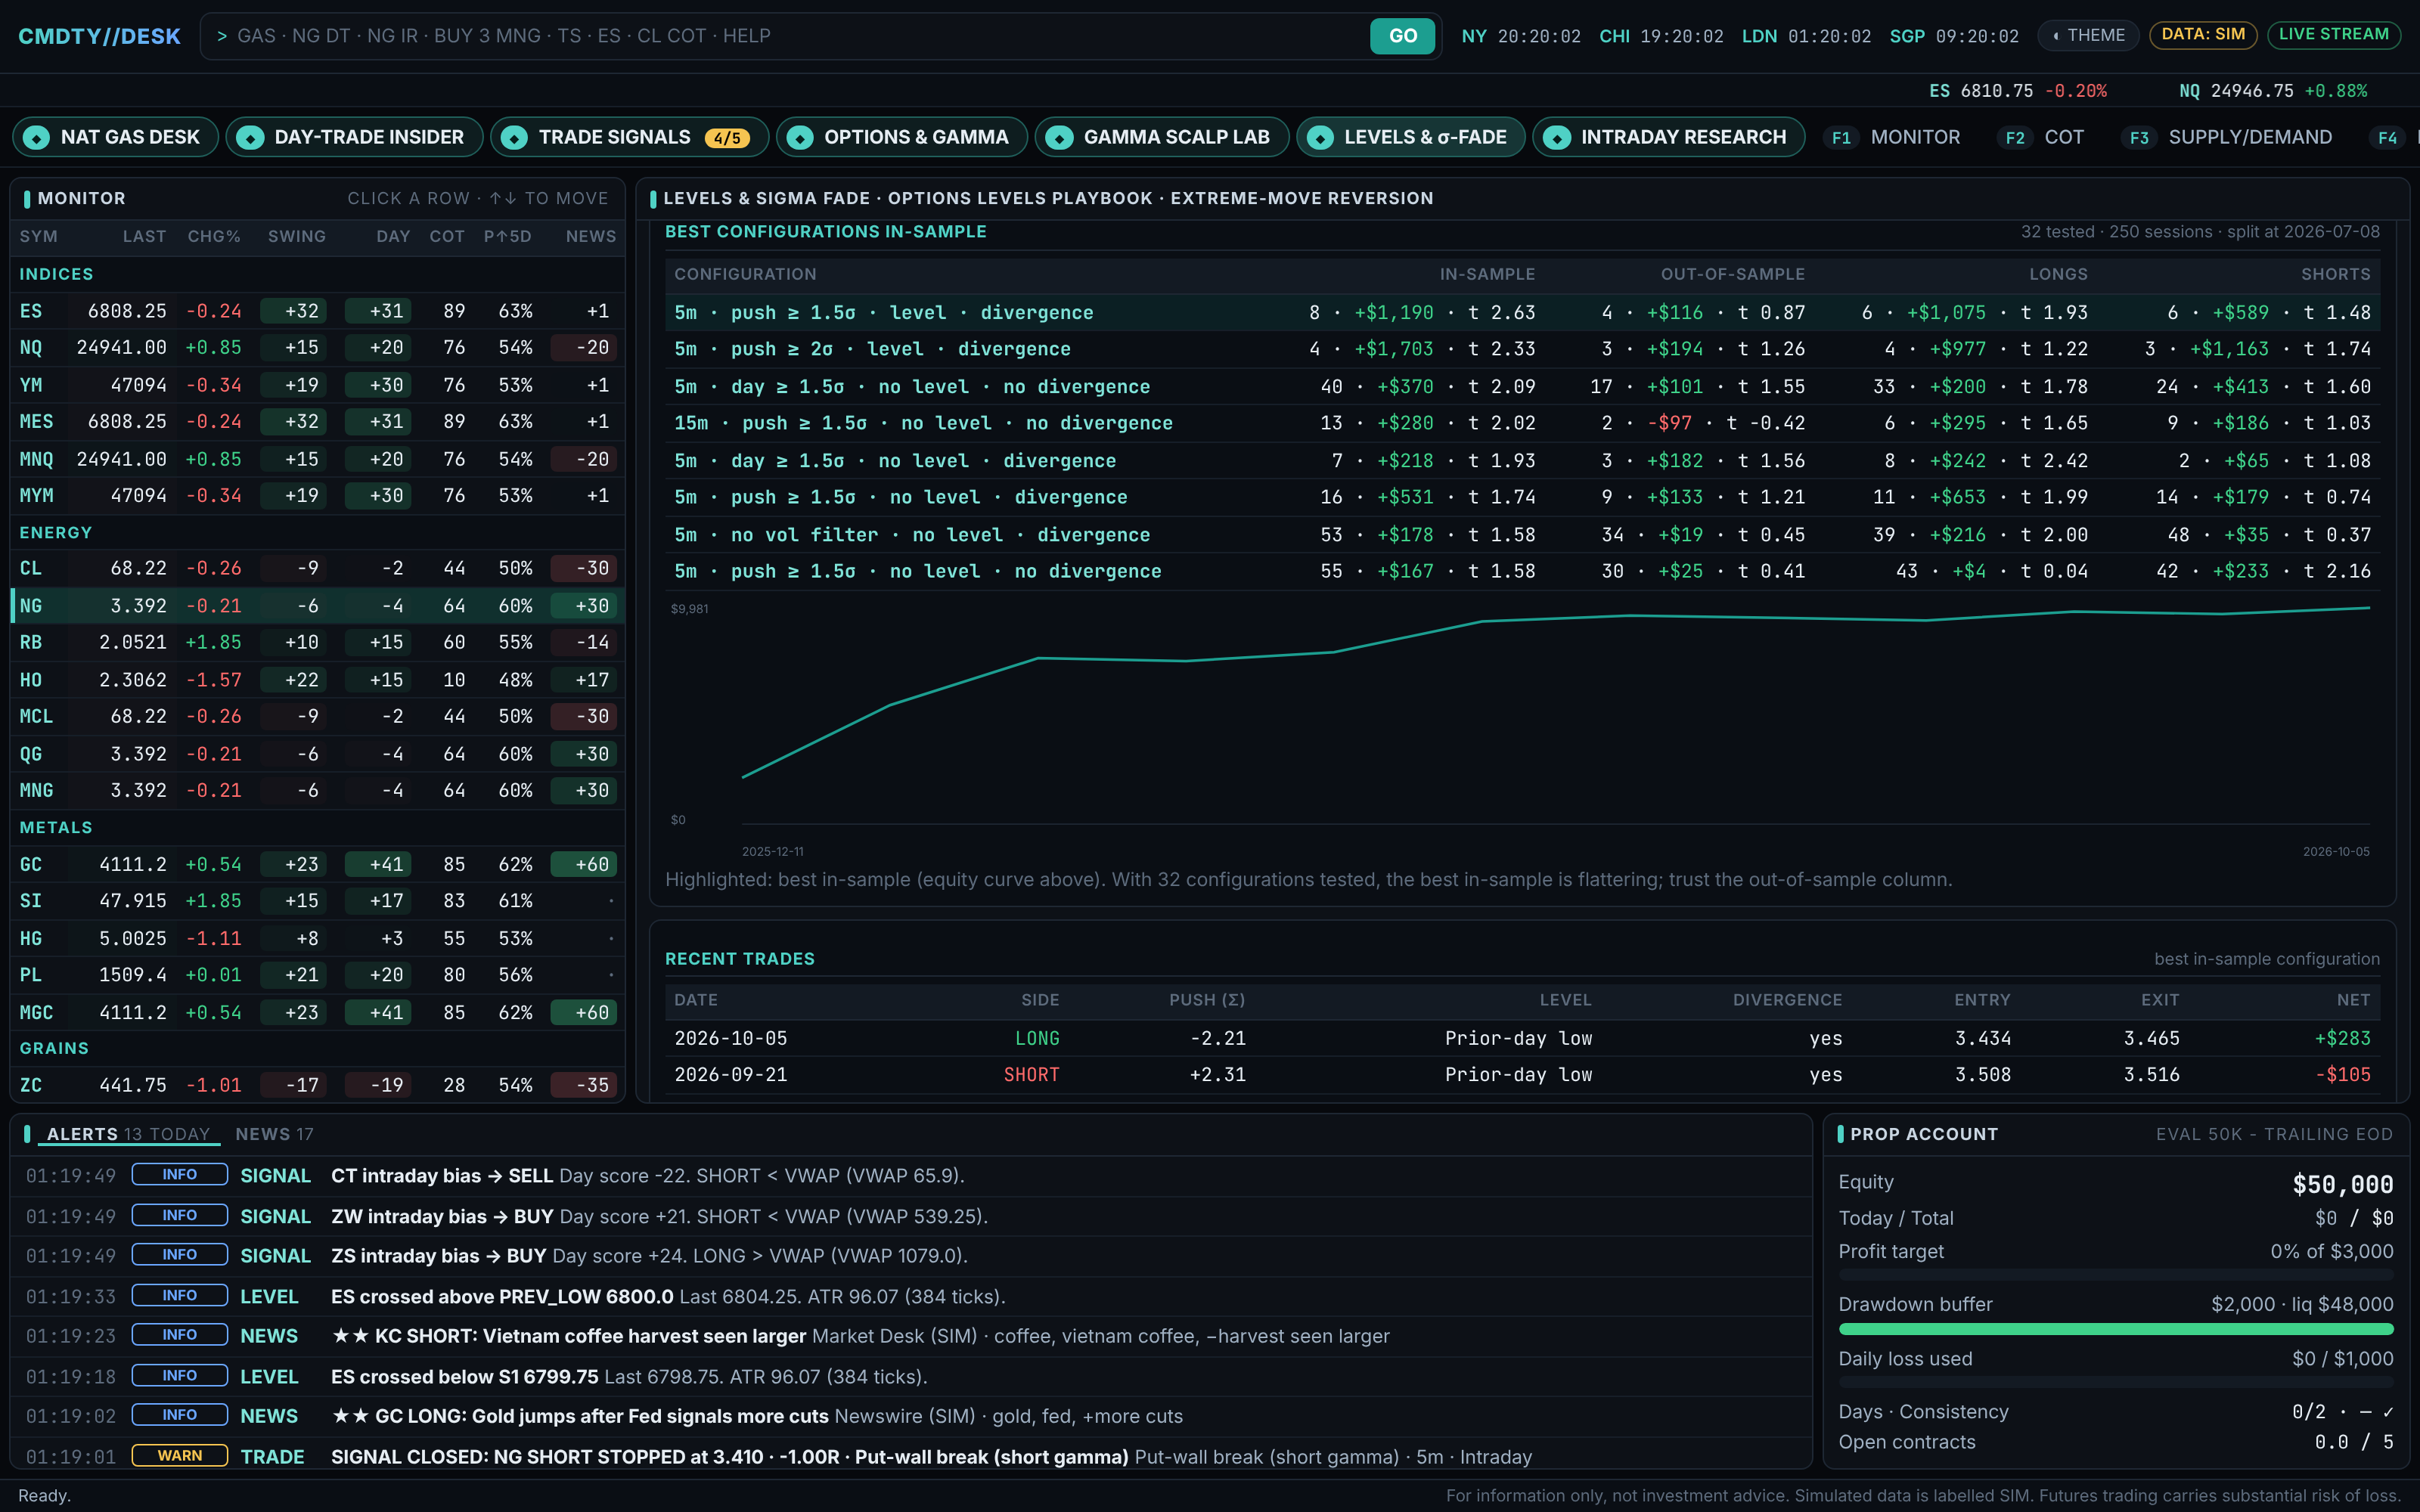 CMDTY//DESK
> GAS · NG DT · NG IR · BUY 3 MNG · TS · ES · CL COT · HELP
GO
NY 20:20:02 CHI 19:20:02 LDN 01:20:02 SGP 09:20:02
THEME
DATA: SIM
LIVE STREAM
ES 6810.75 -0.20% NQ 24946.75 +0.88%
NAT GAS DESK
DAY-TRADE INSIDER
TRADE SIGNALS 4/5
OPTIONS & GAMMA
GAMMA SCALP LAB
LEVELS & σ-FADE
INTRADAY RESEARCH
F1 MONITOR
F2 COT
F3 SUPPLY/DEMAND
F4
MONITOR CLICK A ROW · ↑↓ TO MOVE
SYM LAST CHG% SWING DAY COT P↑5D NEWS
INDICES
ES 6808.25 -0.24 +32 +31 89 63% +1
NQ 24941.00 +0.85 +15 +20 76 54% -20
YM 47094 -0.34 +19 +30 76 53% +1
MES 6808.25 -0.24 +32 +31 89 63% +1
MNQ 24941.00 +0.85 +15 +20 76 54% -20
MYM 47094 -0.34 +19 +30 76 53% +1
ENERGY
CL 68.22 -0.26 -9 -2 44 50% -30
NG 3.392 -0.21 -6 -4 64 60% +30
RB 2.0521 +1.85 +10 +15 60 55% -14
HO 2.3062 -1.57 +22 +15 10 48% +17
MCL 68.22 -0.26 -9 -2 44 50% -30
QG 3.392 -0.21 -6 -4 64 60% +30
MNG 3.392 -0.21 -6 -4 64 60% +30
METALS
GC 4111.2 +0.54 +23 +41 85 62% +60
SI 47.915 +1.85 +15 +17 83 61% ·
HG 5.0025 -1.11 +8 +3 55 53% ·
PL 1509.4 +0.01 +21 +20 80 56% ·
MGC 4111.2 +0.54 +23 +41 85 62% +60
GRAINS
ZC 441.75 -1.01 -17 -19 28 54% -35
LEVELS & SIGMA FADE · OPTIONS LEVELS PLAYBOOK · EXTREME-MOVE REVERSION
BEST CONFIGURATIONS IN-SAMPLE 32 tested · 250 sessions · split at 2026-07-08
CONFIGURATION IN-SAMPLE OUT-OF-SAMPLE LONGS SHORTS
5m · push ≥ 1.5σ · level · divergence 8 · +$1,190 · t 2.63 4 · +$116 · t 0.87 6 · +$1,075 · t 1.93 6 · +$589 · t 1.48
5m · push ≥ 2σ · level · divergence 4 · +$1,703 · t 2.33 3 · +$194 · t 1.26 4 · +$977 · t 1.22 3 · +$1,163 · t 1.74
5m · day ≥ 1.5σ · no level · no divergence 40 · +$370 · t 2.09 17 · +$101 · t 1.55 33 · +$200 · t 1.78 24 · +$413 · t 1.60
15m · push ≥ 1.5σ · no level · no divergence 13 · +$280 · t 2.02 2 · -$97 · t -0.42 6 · +$295 · t 1.65 9 · +$186 · t 1.03
5m · day ≥ 1.5σ · no level · divergence 7 · +$218 · t 1.93 3 · +$182 · t 1.56 8 · +$242 · t 2.42 2 · +$65 · t 1.08
5m · push ≥ 1.5σ · no level · divergence 16 · +$531 · t 1.74 9 · +$133 · t 1.21 11 · +$653 · t 1.99 14 · +$179 · t 0.74
5m · no vol filter · no level · divergence 53 · +$178 · t 1.58 34 · +$19 · t 0.45 39 · +$216 · t 2.00 48 · +$35 · t 0.37
5m · push ≥ 1.5σ · no level · no divergence 55 · +$167 · t 1.58 30 · +$25 · t 0.41 43 · +$4 · t 0.04 42 · +$233 · t 2.16
$9,981
$0
2025-12-11 2026-10-05
Highlighted: best in-sample (equity curve above). With 32 configurations tested, the best in-sample is flattering; trust the out-of-sample column.
RECENT TRADES best in-sample configuration
DATE SIDE PUSH (Σ) LEVEL DIVERGENCE ENTRY EXIT NET
2026-10-05 LONG -2.21 Prior-day low yes 3.434 3.465 +$283
2026-09-21 SHORT +2.31 Prior-day low yes 3.508 3.516 -$105
ALERTS 13 TODAY NEWS 17
01:19:49 INFO SIGNAL CT intraday bias → SELL Day score -22. SHORT < VWAP (VWAP 65.9).
01:19:49 INFO SIGNAL ZW intraday bias → BUY Day score +21. SHORT < VWAP (VWAP 539.25).
01:19:49 INFO SIGNAL ZS intraday bias → BUY Day score +24. LONG > VWAP (VWAP 1079.0).
01:19:33 INFO LEVEL ES crossed above PREV_LOW 6800.0 Last 6804.25. ATR 96.07 (384 ticks).
01:19:23 INFO NEWS ★★ KC SHORT: Vietnam coffee harvest seen larger Market Desk (SIM) · coffee, vietnam coffee, −harvest seen larger
01:19:18 INFO LEVEL ES crossed below S1 6799.75 Last 6798.75. ATR 96.07 (384 ticks).
01:19:02 INFO NEWS ★★ GC LONG: Gold jumps after Fed signals more cuts Newswire (SIM) · gold, fed, +more cuts
01:19:01 WARN TRADE SIGNAL CLOSED: NG SHORT STOPPED at 3.410 · -1.00R · Put-wall break (short gamma) Put-wall break (short gamma) · 5m · Intraday
PROP ACCOUNT EVAL 50K - TRAILING EOD
Equity $50,000
Today / Total $0 / $0
Profit target 0% of $3,000
Drawdown buffer $2,000 · liq $48,000
Daily loss used $0 / $1,000
Days · Consistency 0/2 · — ✓
Open contracts 0.0 / 5
Ready.
For information only, not investment advice. Simulated data is labelled SIM. Futures trading carries substantial risk of loss.